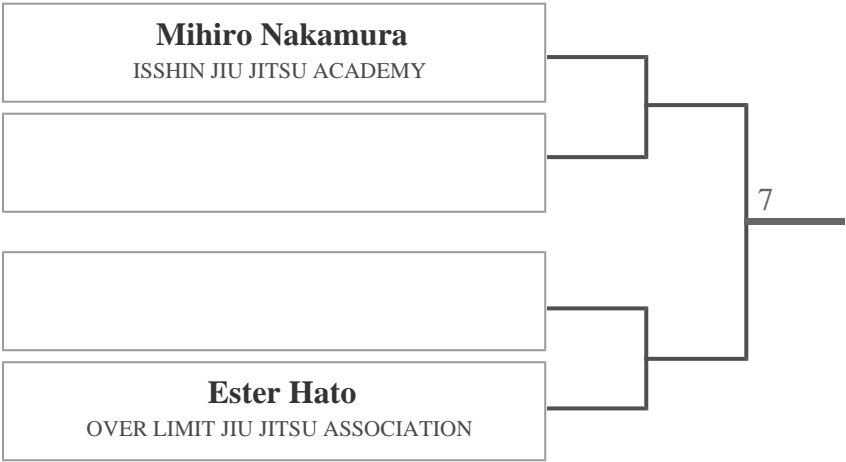 Mihiro Nakamura
ISSHIN JIU JITSU ACADEMY
7
Ester Hato
OVER LIMIT JIU JITSU ASSOCIATION